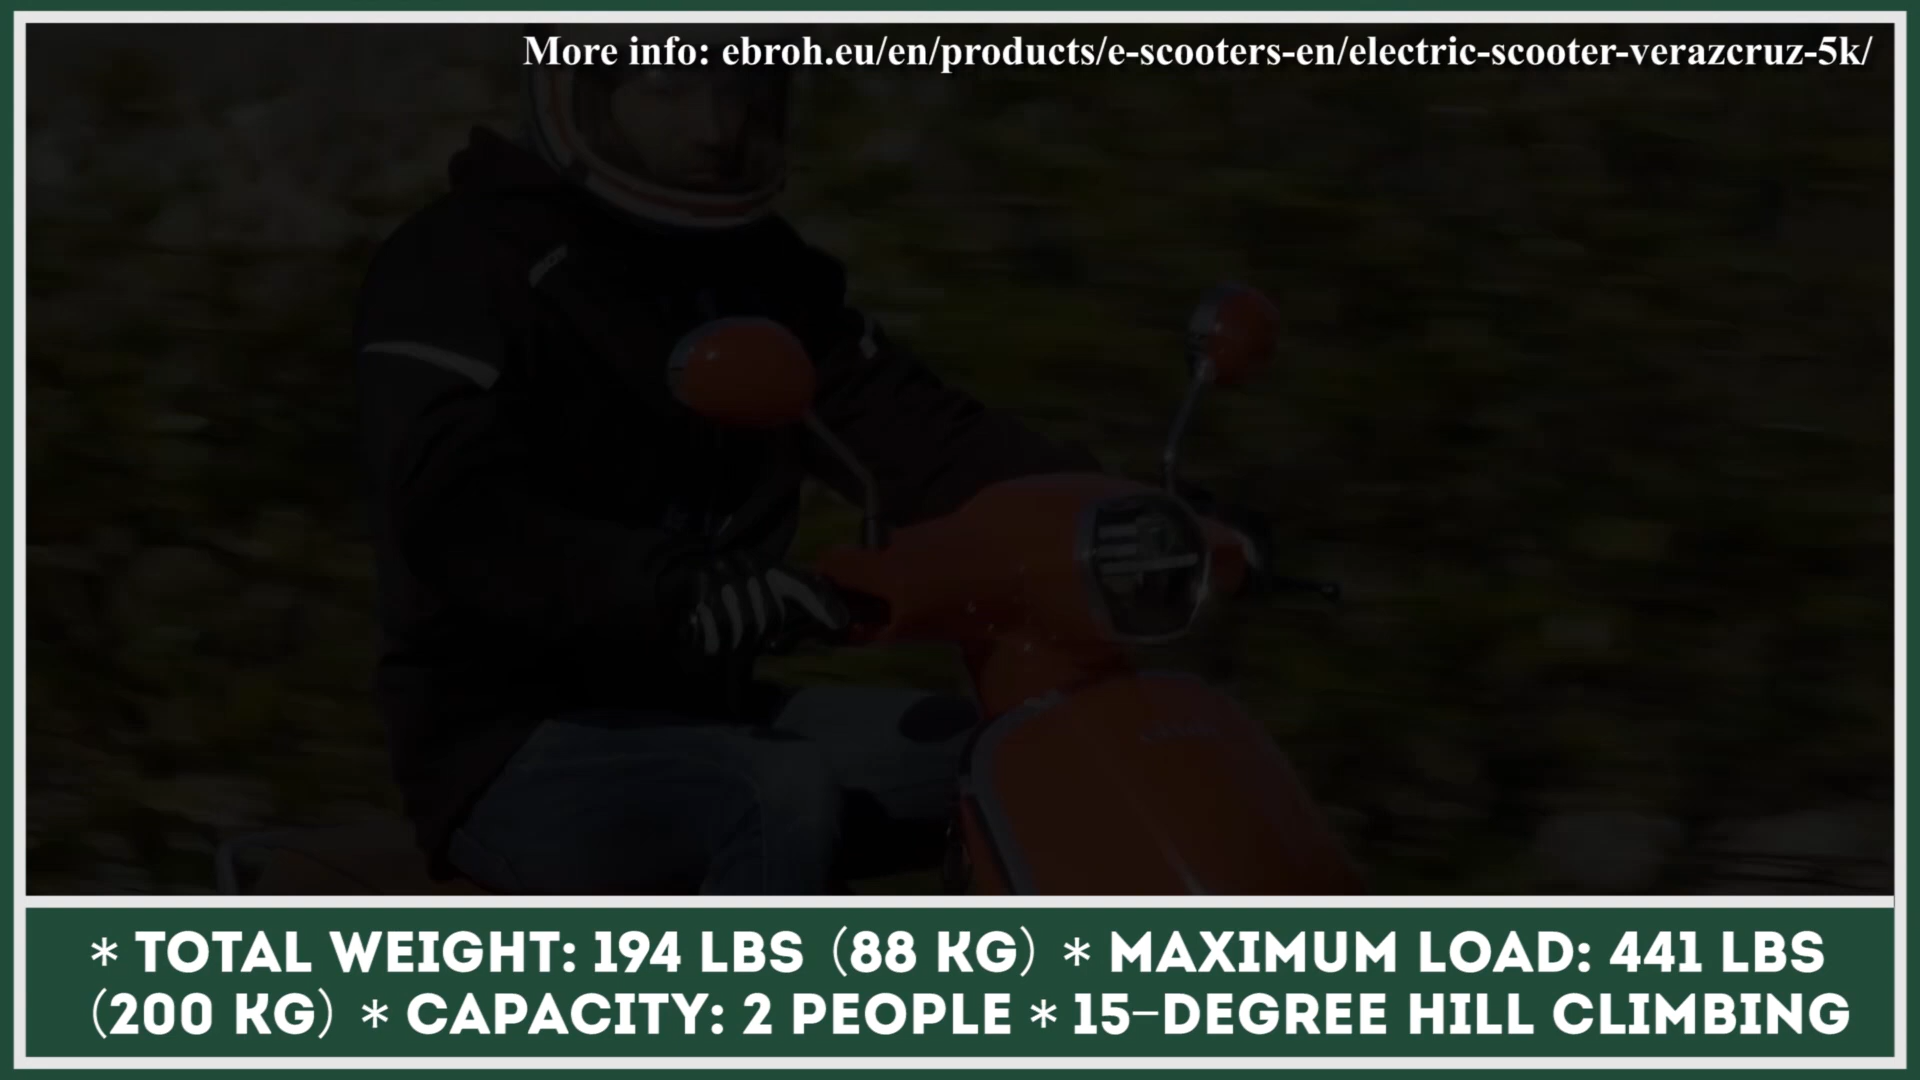 More info: ebroh.eu/en/products/e-scooters-en/electric-scooter-verazcruz-5k/
* TOTAL WEIGHT: 194 LBS (88 KG) * MAXIMUM LOAD: 441 LBS
(200 KG) * CAPACITY: 2 PEOPLE * 15-DEGREE HILL CLIMBING